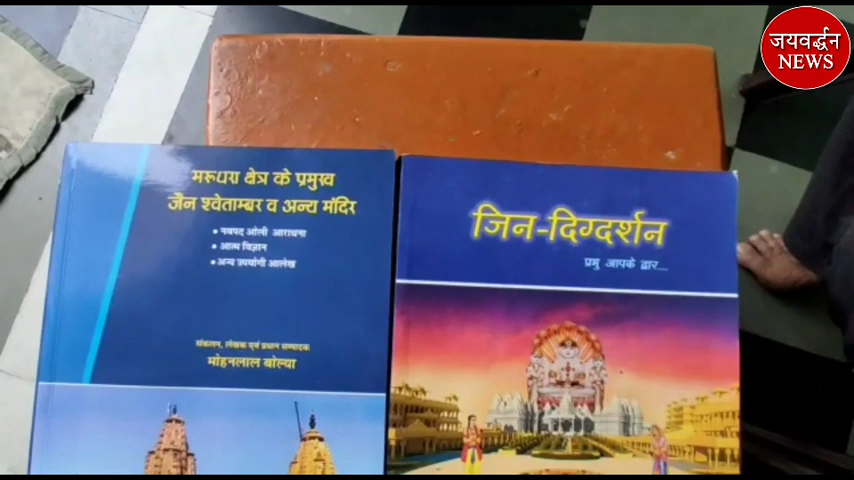 जयवर्द्धन
NEWS
मरुधरा क्षेत्र के प्रमुख
जैन श्वेताम्बर व अन्य मंदिर
• नवपद ओली आराधना
• आत्म विज्ञान
• अन्य उपयोगी आलेख
संकलन, लेखक एवं प्रधान सम्पादक
मोहनलाल बोल्या
जिन-दिग्दर्शन
प्रभु आपके द्वार....